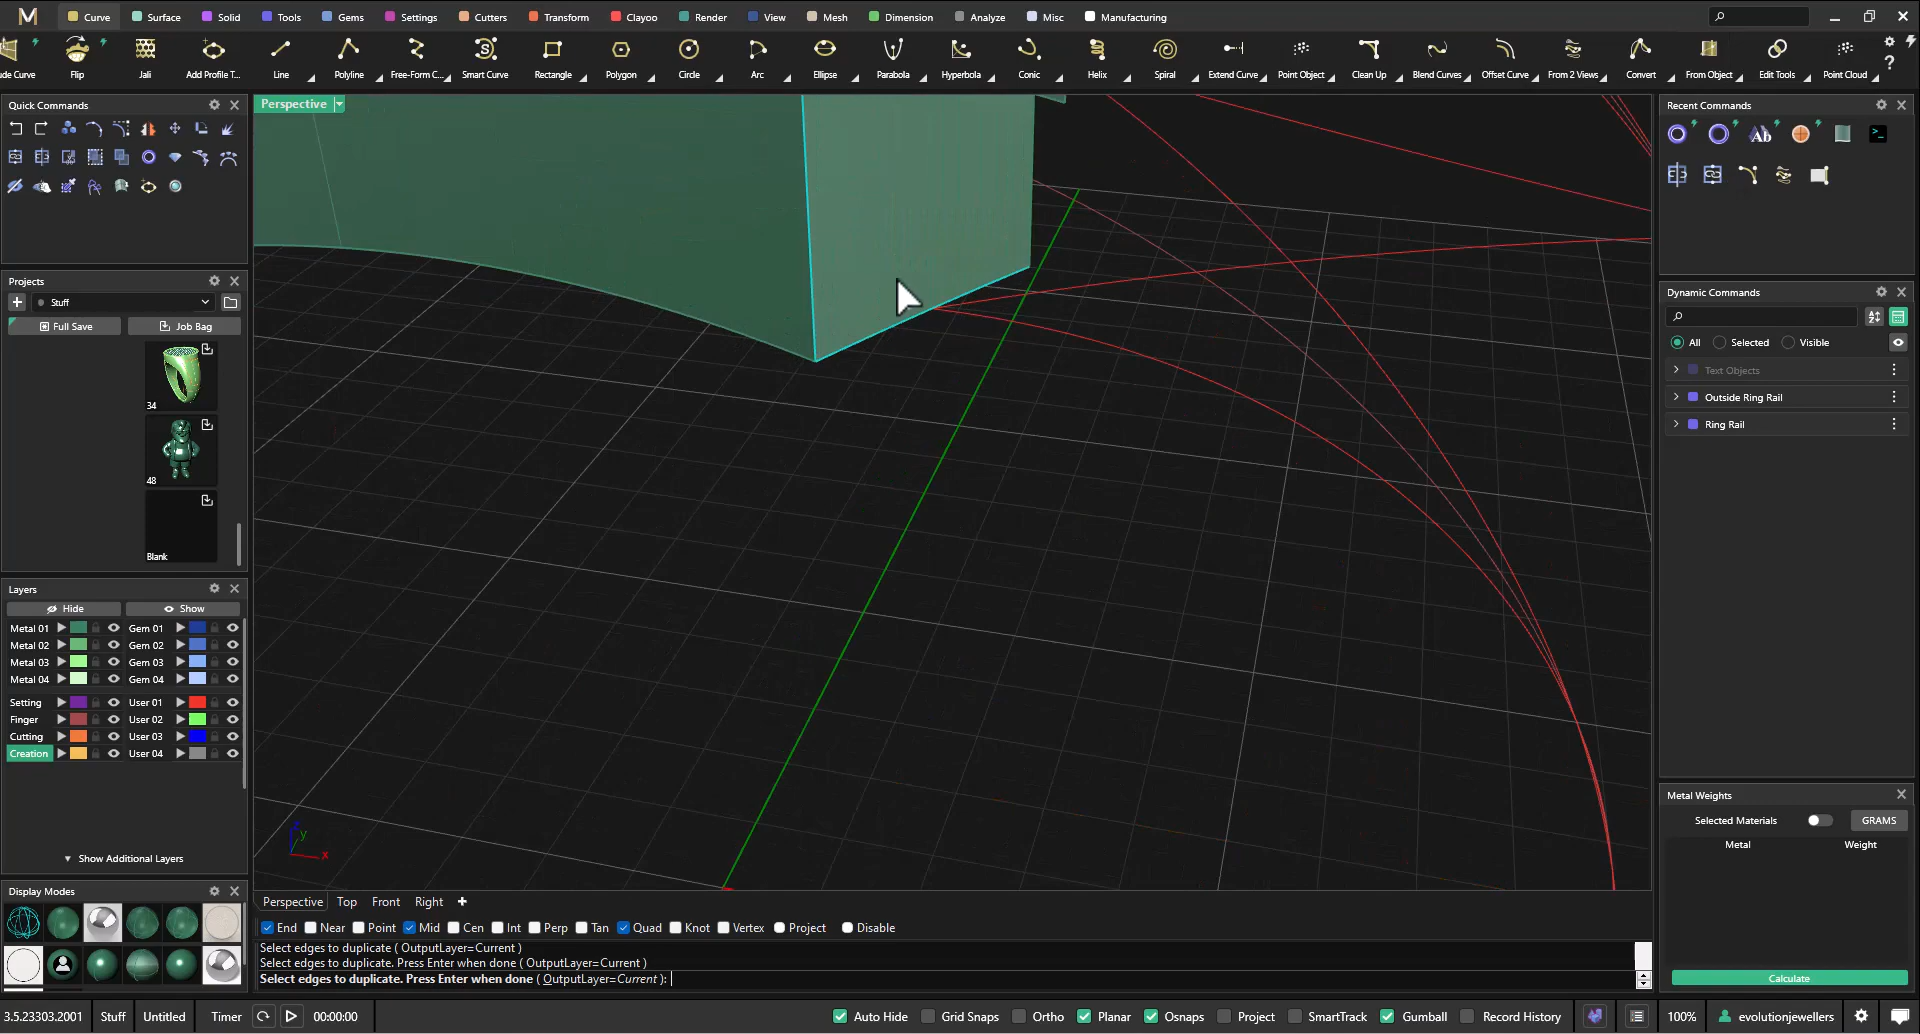 Curve Surface Solid Tools Gems Settings Cutters Transform Clayoo Render View Mesh Dimension Analyze Misc Manufacturing
de Curve Flip Jali Add Profile T... Line Polyline Free-Form C... Smart Curve Rectangle Polygon Circle Arc Ellipse Parabola Hyperbola Conic Helix Spiral Extend Curve Point Object Clean Up Blend Curves Offset Curve From 2 Views Convert From Object Edit Tools Point Cloud
Quick Commands
Perspective
Recent Commands
Ab
Projects
Stuff
Full Save Job Bag
34
48
Blank
Dynamic Commands
All Selected Visible
Text Objects
Outside Ring Rail
Ring Rail
Layers
Hide Show
Metal 01 Gem 01
Metal 02 Gem 02
Metal 03 Gem 03
Metal 04 Gem 04
Setting User 01
Finger User 02
Cutting User 03
Creation User 04
Show Additional Layers
Display Modes
z
y
x
Metal Weights
Selected Materials GRAMS
Metal Weight
Calculate
Perspective Top Front Right
End Near Point Mid Cen Int Perp Tan Quad Knot Vertex Project Disable
Select edges to duplicate ( OutputLayer=Current )
Select edges to duplicate. Press Enter when done ( OutputLayer=Current )
Select edges to duplicate. Press Enter when done ( OutputLayer=Current ):
3.5.23303.2001 Stuff Untitled Timer 00:00:00 Auto Hide Grid Snaps Ortho Planar Osnaps Project SmartTrack Gumball Record History 100% evolutionjewellers